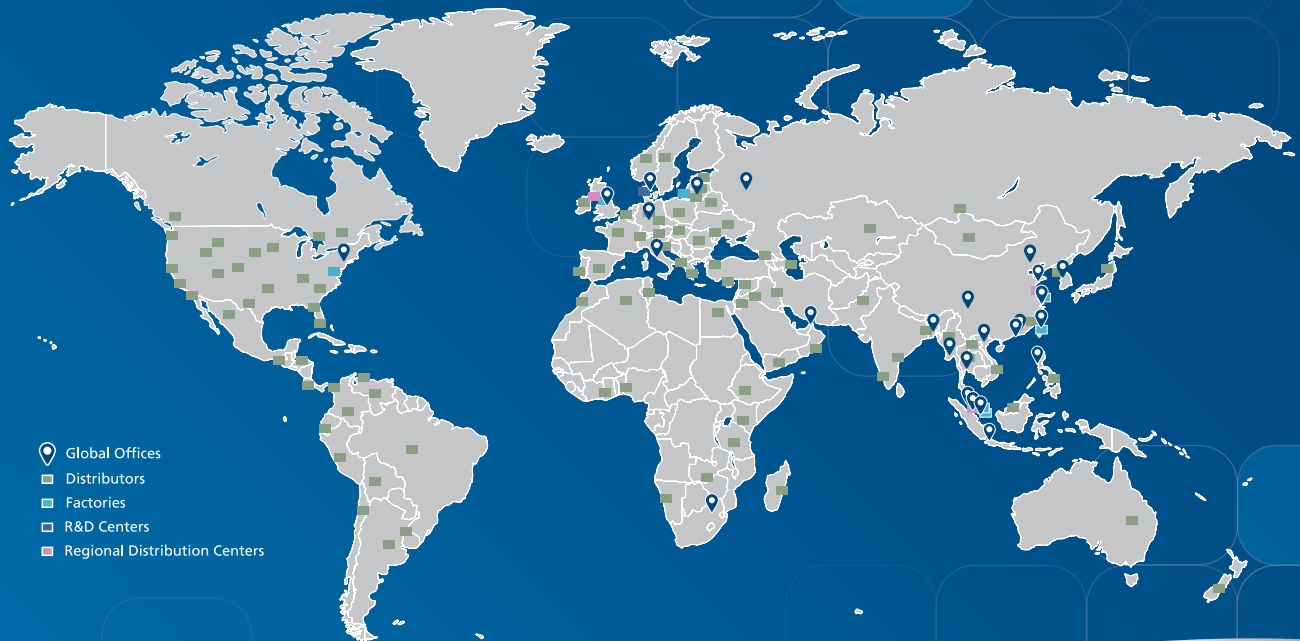 Global Offices
Distributors
Factories
R&D Centers
Regional Distribution Centers